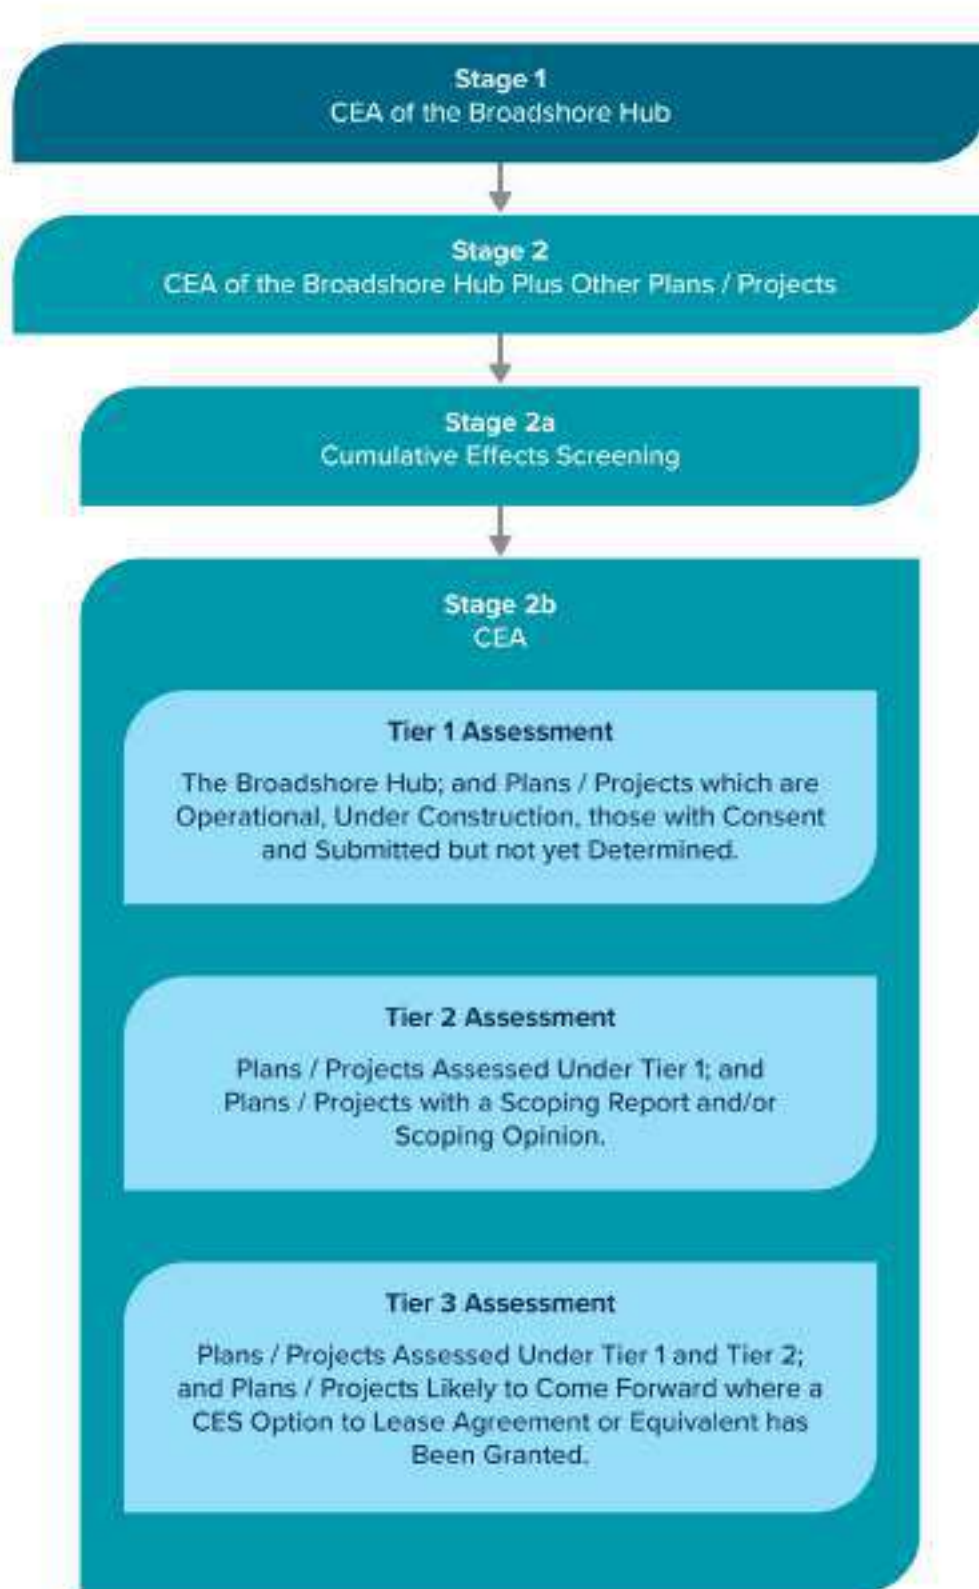 Stage 1
CEA of the Broadshore Hub
Stage 2
CEA of the Broadshore Hub Plus Other Plans / Projects
Stage 2a
Cumulative Effects Screening
Stage 2b
CEA
Tier 1 Assessment
The Broadshore Hub; and Plans / Projects which are
Operational, Under Construction, those with Consent
and Submitted but not yet Determined.
Tier 2 Assessment
Plans / Projects Assessed Under Tier 1; and
Plans / Projects with a Scoping Report and/or
Scoping Opinion.
Tier 3 Assessment
Plans / Projects Assessed Under Tier 1 and Tier 2;
and Plans / Projects Likely to Come Forward where a
CES Option to Lease Agreement or Equivalent has
Been Granted.